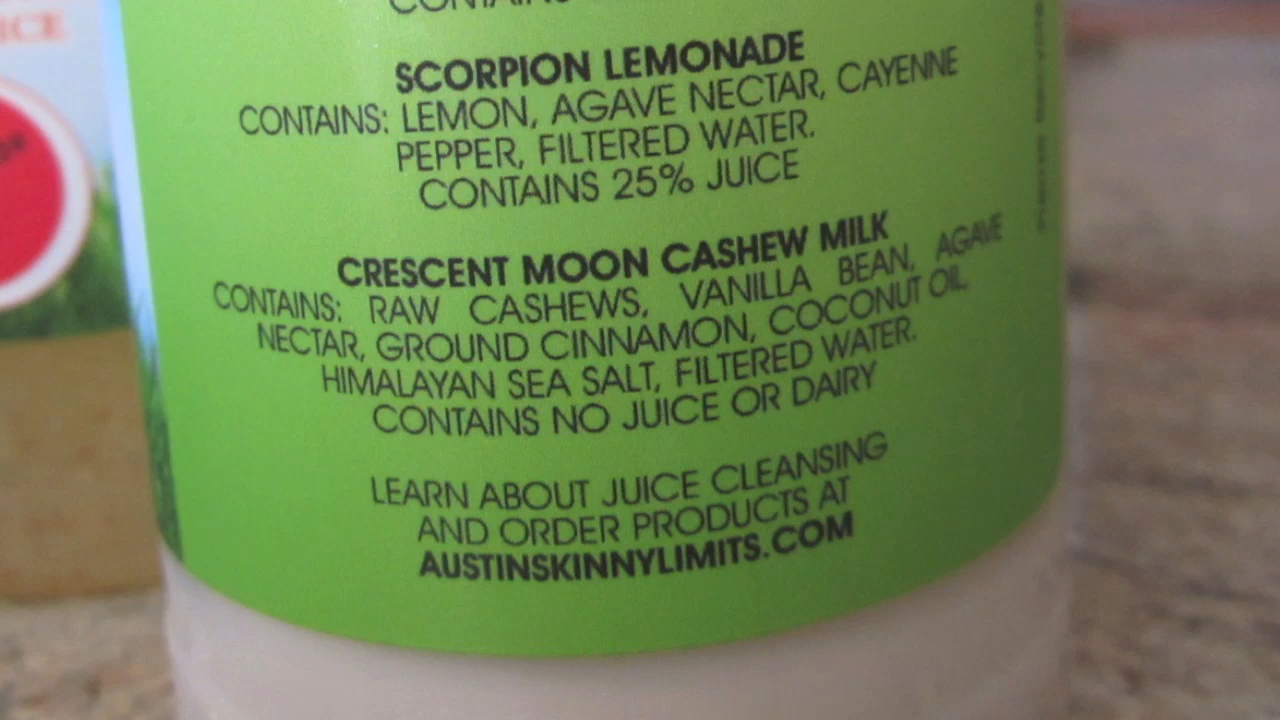 SCORPION LEMONADE
CONTAINS: LEMON, AGAVE NECTAR, CAYENNE
PEPPER, FILTERED WATER.
CONTAINS 25% JUICE
CRESCENT MOON CASHEW MILK
CONTAINS: RAW CASHEWS, VANILLA BEAN, AGAVE
NECTAR, GROUND CINNAMON, COCONUT OIL,
HIMALAYAN SEA SALT, FILTERED WATER.
CONTAINS NO JUICE OR DAIRY
LEARN ABOUT JUICE CLEANSING
AND ORDER PRODUCTS AT
AUSTINSKINNYLIMITS.COM